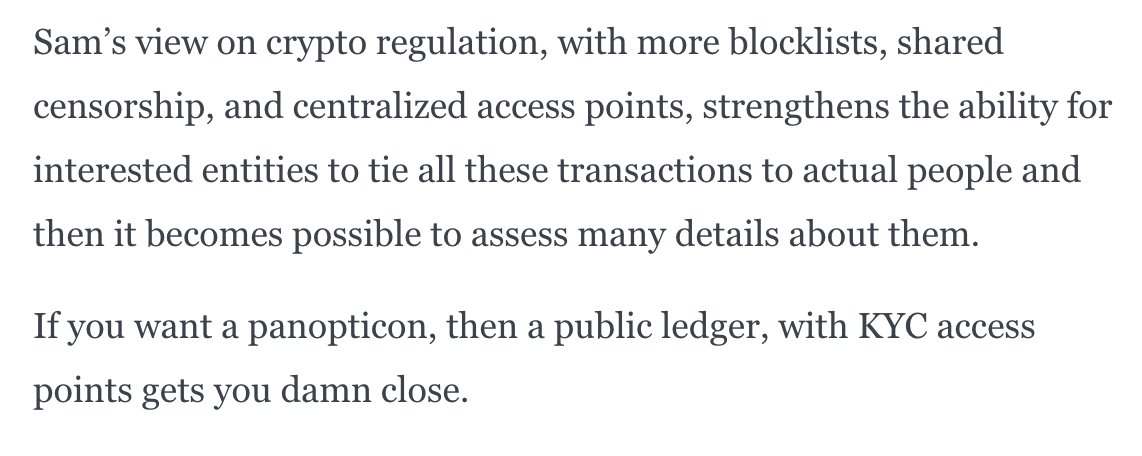 Sam’s view on crypto regulation, with more blocklists, shared
censorship, and centralized access points, strengthens the ability for
interested entities to tie all these transactions to actual people and
then it becomes possible to assess many details about them.
If you want a panopticon, then a public ledger, with KYC access
points gets you damn close.